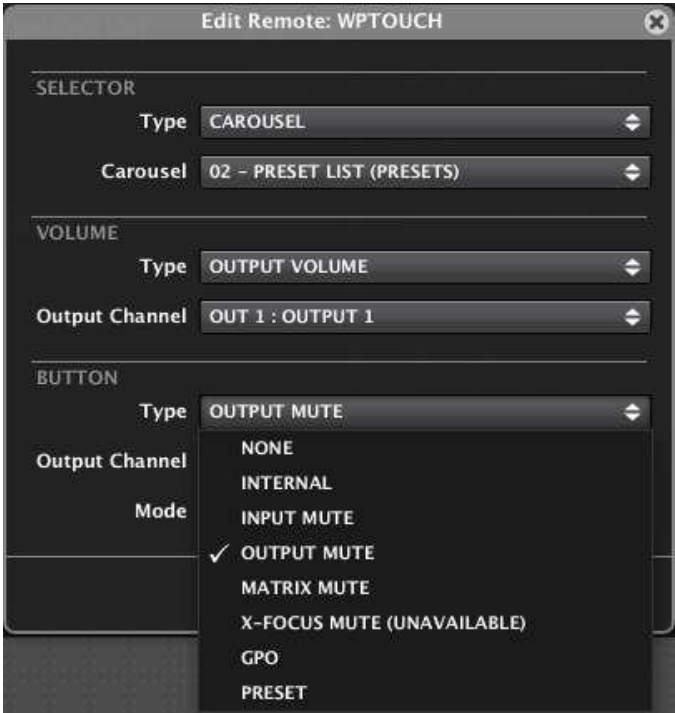 Edit Remote: WPTOUCH
SELECTOR
Type CAROUSEL
Carousel 02 - PRESET LIST (PRESETS)
VOLUME
Type OUTPUT VOLUME
Output Channel OUT 1 : OUTPUT 1
BUTTON
Type OUTPUT MUTE
NONE
Output Channel
INTERNAL
Mode
INPUT MUTE
✓ OUTPUT MUTE
MATRIX MUTE
X-FOCUS MUTE (UNAVAILABLE)
GPO
PRESET